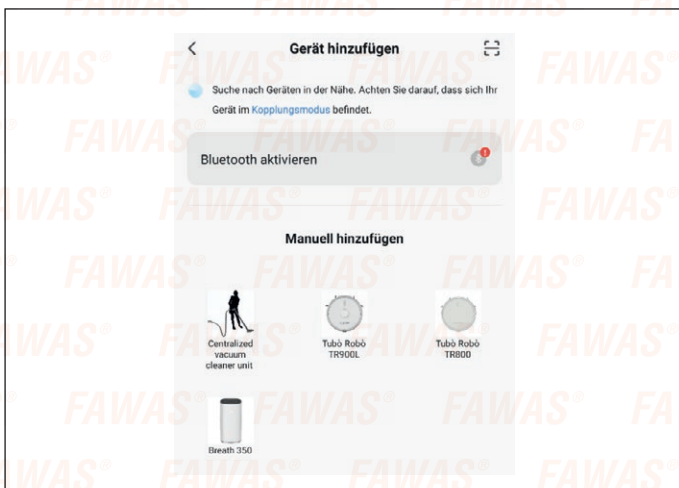 Gerät hinzufügen
Suche nach Geräten in der Nähe. Achten Sie darauf, dass sich Ihr
Gerät im Kopplungsmodus befindet.
Bluetooth aktivieren
Manuell hinzufügen
Centralized
vacuum
cleaner unit
Tubò Robò
TR900L
Tubò Robò
TR800
Breath 350
FAWAS®